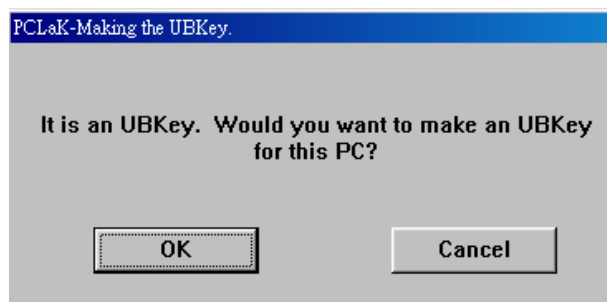 PCLaK-Making the UBKey.
It is an UBKey.  Would you want to make an UBKey
for this PC?
OK
Cancel